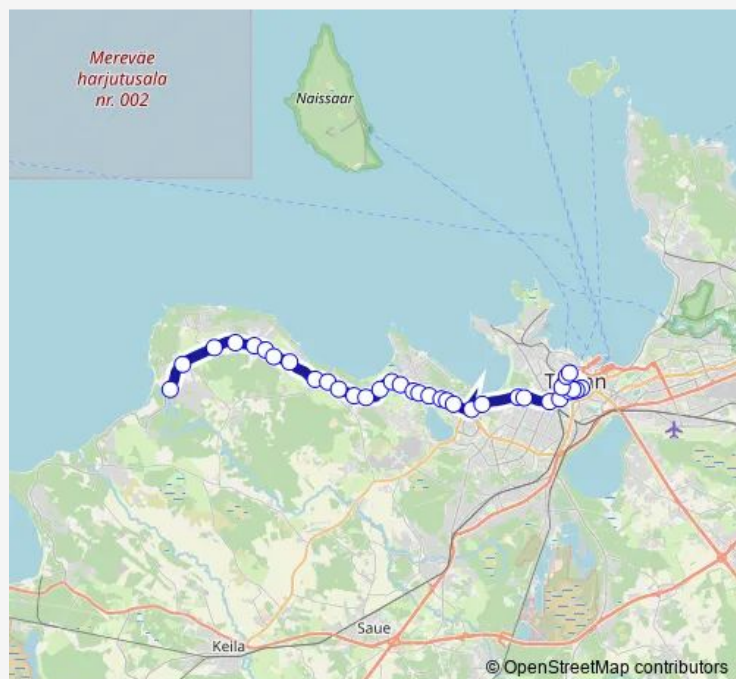 Mereväe
harjutusala
nr. 002
Naissaar
Saue
Keila
© OpenStreetMap contributors